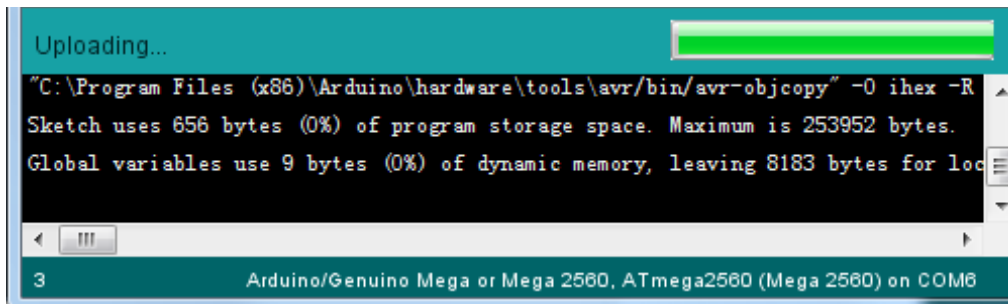 Uploading...
"C:\Program Files (x86)\Arduino\hardware\tools\avr/bin/avr-objcopy" -O ihex -R
Sketch uses 656 bytes (0%) of program storage space. Maximum is 253952 bytes.
Global variables use 9 bytes (0%) of dynamic memory, leaving 8183 bytes for loc
3 Arduino/Genuino Mega or Mega 2560, ATmega2560 (Mega 2560) on COM6